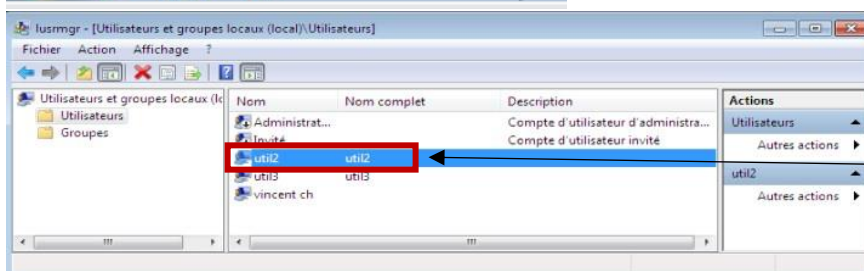 lusrmgr - [Utilisateurs et groupes locaux (local)\Utilisateurs]
Fichier Action Affichage ?
Utilisateurs et groupes locaux (lo
Utilisateurs
Groupes
Nom Nom complet Description
Administrat... Compte d'utilisateur d'administra...
Invité Compte d'utilisateur invité
util2 util2
util3 util3
vincent ch
Actions
Utilisateurs
Autres actions
util2
Autres actions